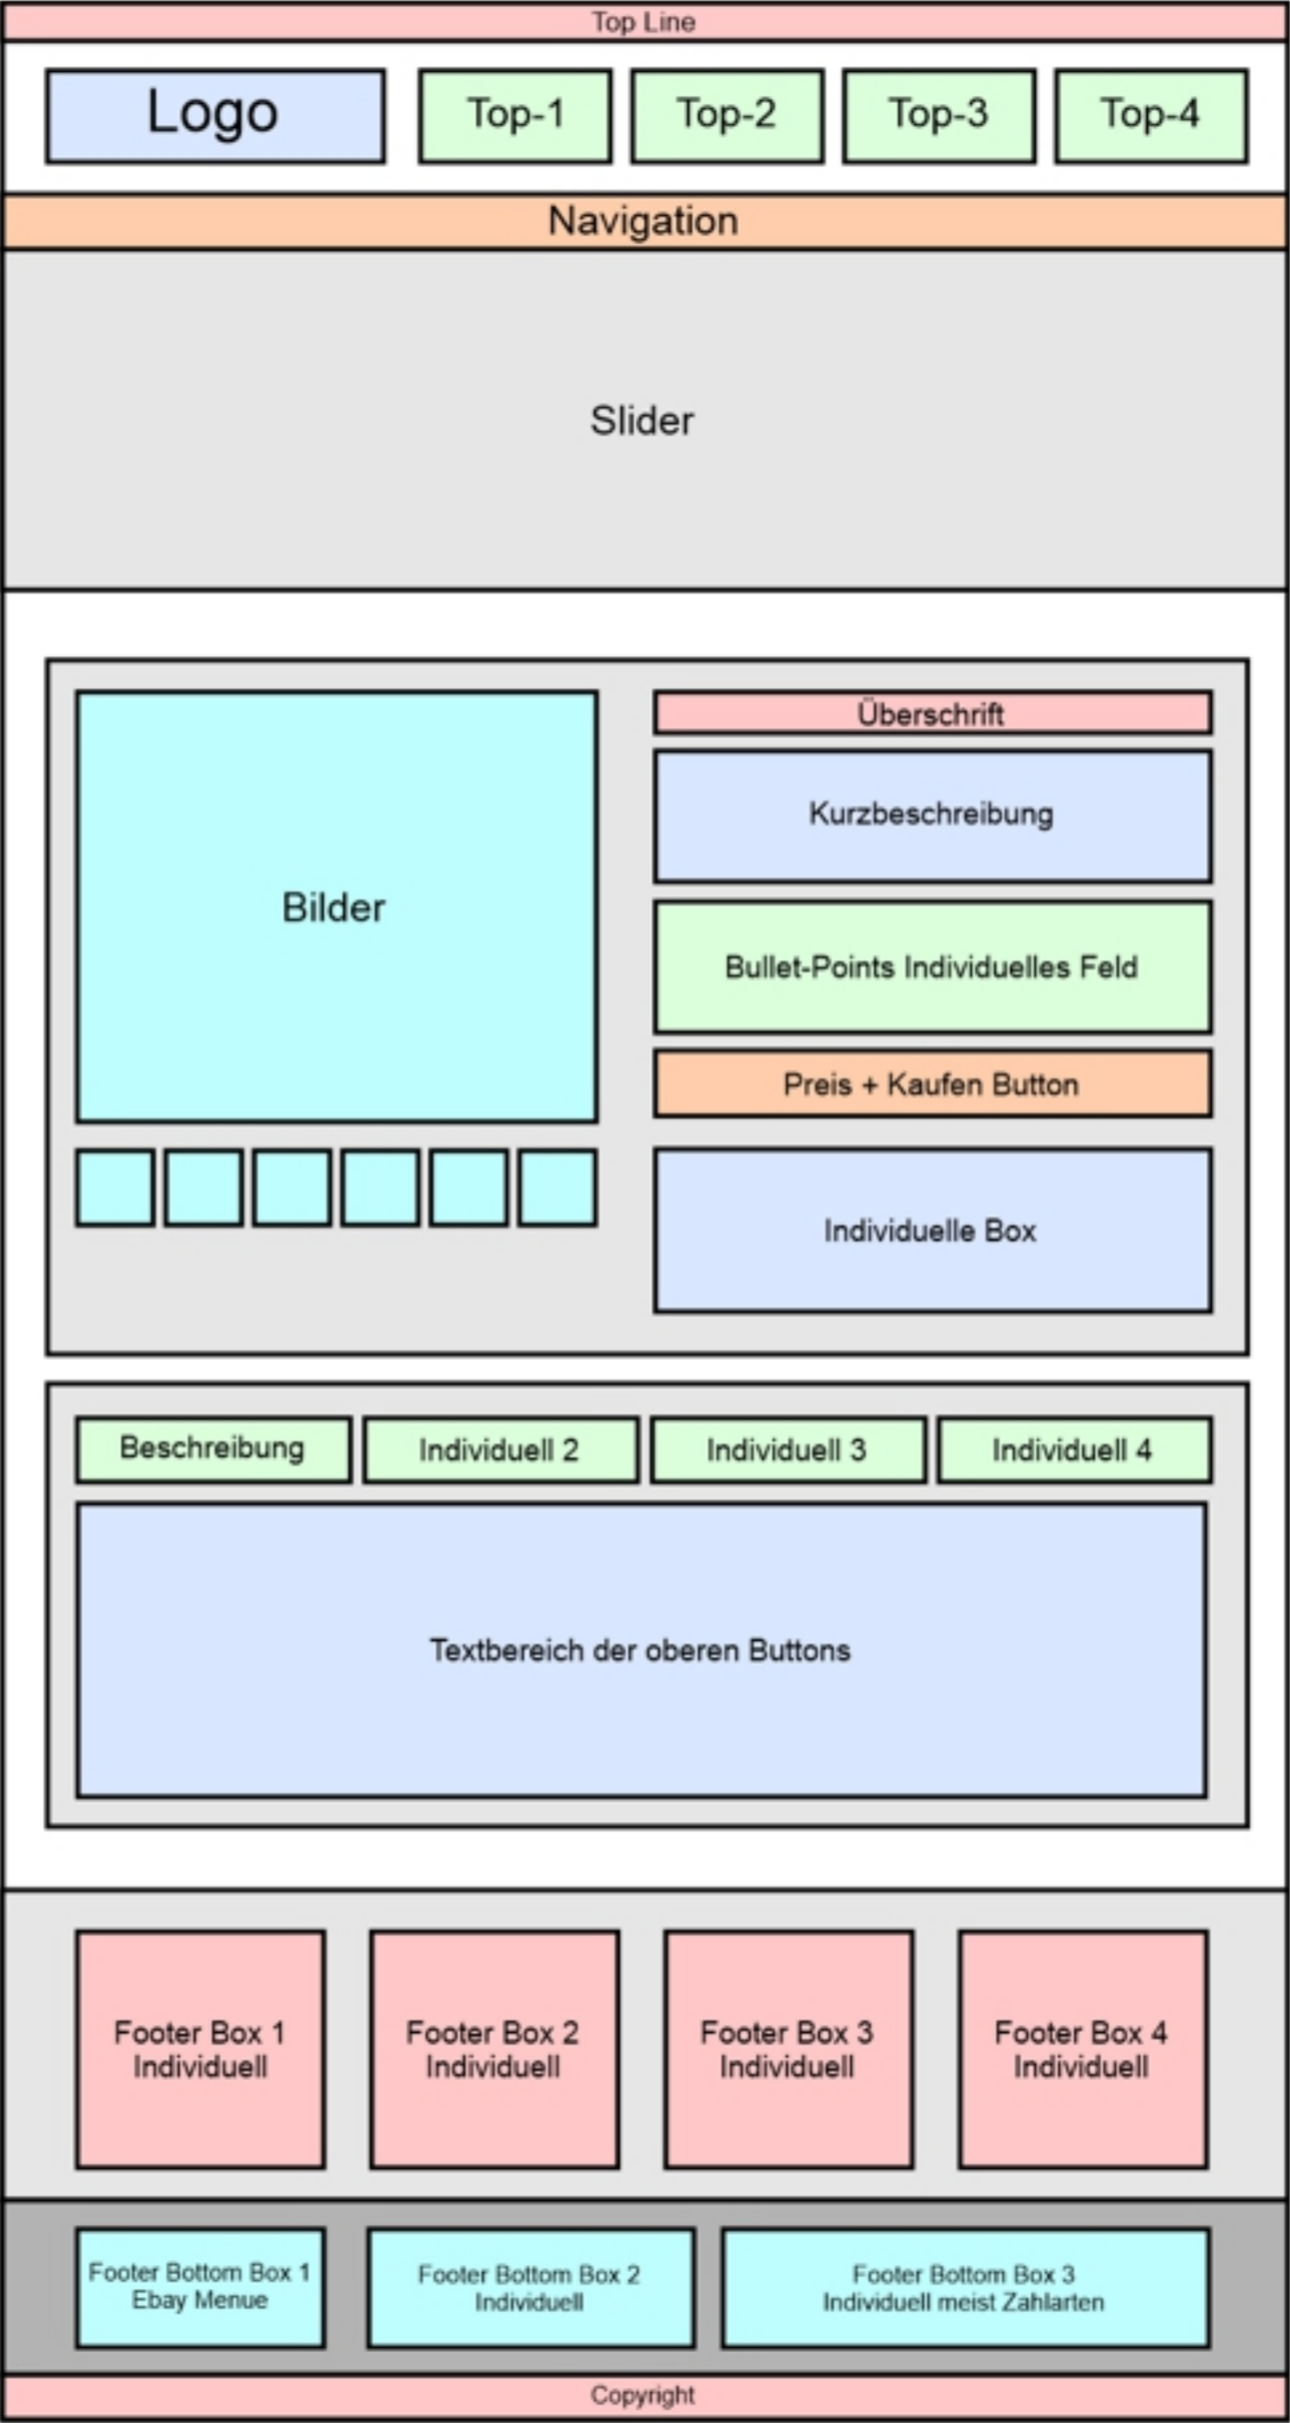 Top Line
Logo
Top-1
Top-2
Top-3
Top-4
Navigation
Slider
Bilder
Überschrift
Kurzbeschreibung
Bullet-Points Individuelles Feld
Preis + Kaufen Button
Individuelle Box
Beschreibung
Individuell 2
Individuell 3
Individuell 4
Textbereich der oberen Buttons
Footer Box 1
Individuell
Footer Box 2
Individuell
Footer Box 3
Individuell
Footer Box 4
Individuell
Footer Bottom Box 1
Ebay Menue
Footer Bottom Box 2
Individuell
Footer Bottom Box 3
Individuell meist Zahlarten
Copyright